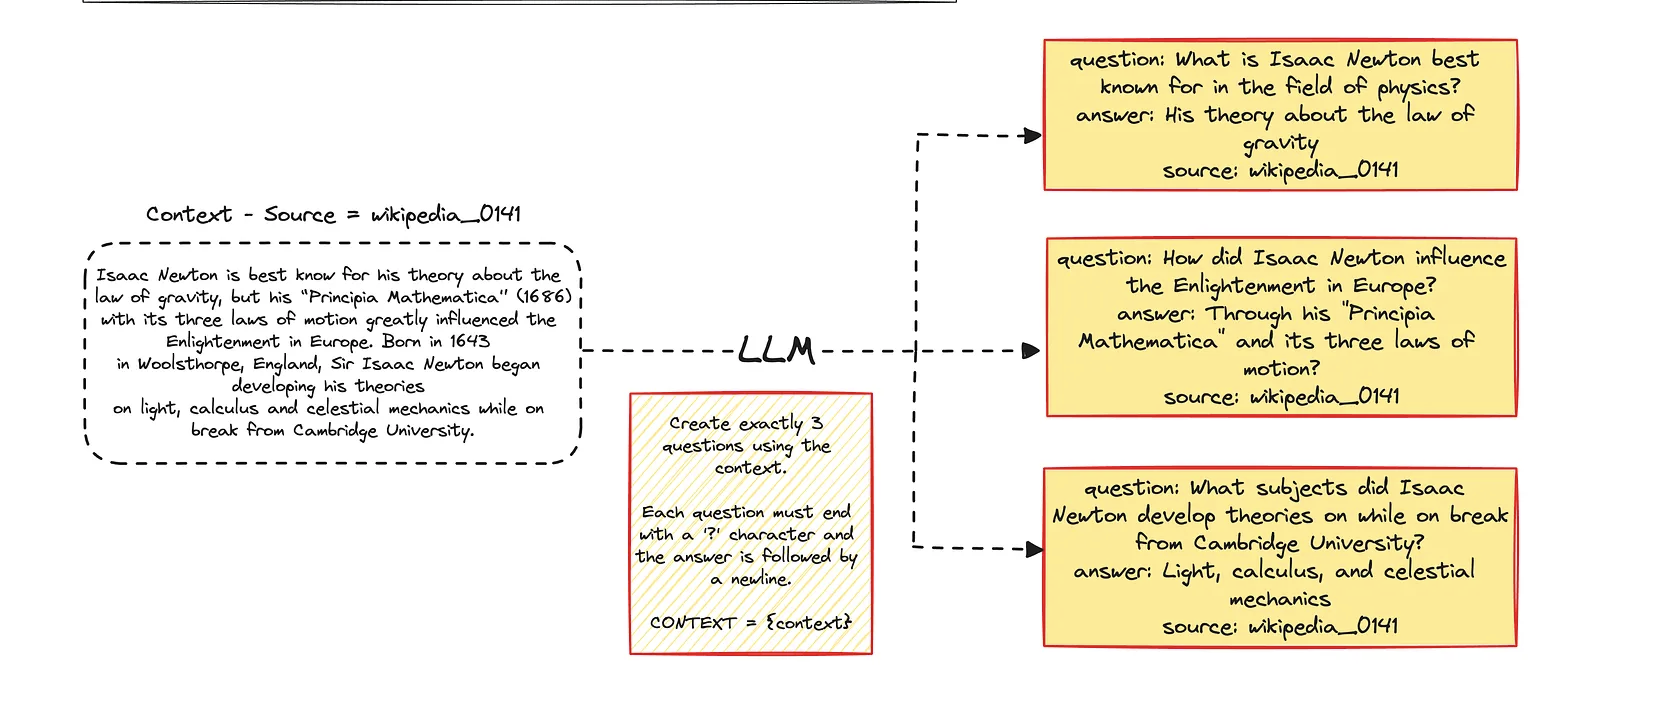 Context - Source = wikipedia_0141
Isaac Newton is best know for his theory about the
law of gravity, but his "Principia Mathematica" (1686)
with its three laws of motion greatly influenced the
Enlightenment in Europe. Born in 1643
in Woolsthorpe, England, Sir Isaac Newton began
developing his theories
on light, calculus and celestial mechanics while on
break from Cambridge University.
LLM
Create exactly 3
questions using the
context.
Each question must end
with a '?' character and
the answer is followed by
a newline.
CONTEXT = {context}
question: What is Isaac Newton best
known for in the field of physics?
answer: His theory about the law of
gravity
source: wikipedia_0141
question: How did Isaac Newton influence
the Enlightenment in Europe?
answer: Through his "Principia
Mathematica" and its three laws of
motion?
source: wikipedia_0141
question: What subjects did Isaac
Newton develop theories on while on break
from Cambridge University?
answer: Light, calculus, and celestial
mechanics
source: wikipedia_0141